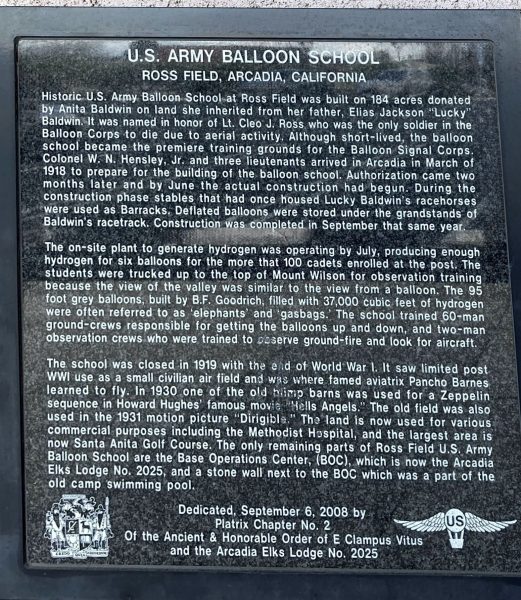 U.S. ARMY BALLOON SCHOOL
ROSS FIELD, ARCADIA, CALIFORNIA
Historic U.S. Army Balloon School at Ross Field was built on 184 acres donated
by Anita Baldwin on land she inherited from her father, Elias Jackson "Lucky"
Baldwin. It was named in honor of Lt. Cleo J. Ross who was the only soldier in the
Balloon Corps to die due to aerial activity. Although short-lived, the balloon
school became the premiere training grounds for the Balloon Signal Corps.
Colonel W. N. Hensley, Jr. and three lieutenants arrived in Arcadia in March of
1918 to prepare for the building of the balloon school. Authorization came two
months later and by June the actual construction had begun. During the
construction phase stables that had once housed Lucky Baldwin's racehorses
were used as Barracks. Deflated balloons were stored under the grandstands of
Baldwin's racetrack. Construction was completed in September that same year.
The on-site plant to generate hydrogen was operating by July, producing enough
hydrogen for six balloons for the more that 100 cadets enrolled at the post. The
students were trucked up to the top of Mount Wilson for observation training
because the view of the valley was similar to the view from a balloon. The 95
foot grey balloons, built by B.F. Goodrich, filled with 37,000 cubic feet of hydrogen
were often referred to as 'elephants' and 'gasbags.' The school trained 60-man
ground-crews responsible for getting the balloons up and down, and two-man
observation crews who were trained to observe ground-fire and look for aircraft.
The school was closed in 1919 with the end of World War I. It saw limited post
WWI use as a small civilian air field and was where famed aviatrix Pancho Barnes
learned to fly. In 1930 one of the old blimp barns was used for a Zeppelin
sequence in Howard Hughes' famous movie "Hells Angels." The old field was also
used in the 1931 motion picture "Dirigible." The land is now used for various
commercial purposes including the Methodist Hospital, and the largest area is
now Santa Anita Golf Course. The only remaining parts of Ross Field U.S. Army
Balloon School are the Base Operations Center, (BOC), which is now the Arcadia
Elks Lodge No. 2025, and a stone wall next to the BOC which was a part of the
old camp swimming pool.
Dedicated, September 6, 2008 by
Platrix Chapter No. 2
Of the Ancient & Honorable Order of E Clampus Vitus
and the Arcadia Elks Lodge No. 2025
US